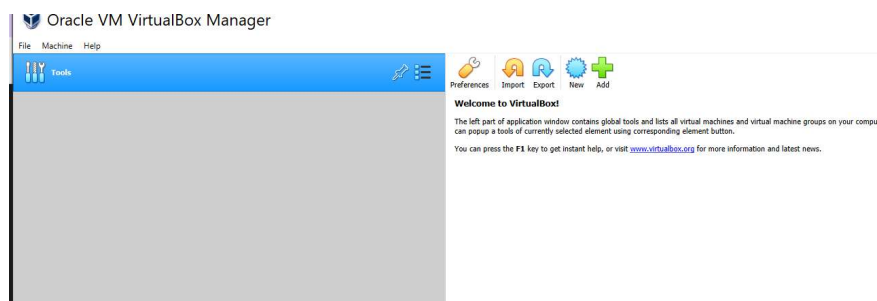 Oracle VM VirtualBox Manager
File Machine Help
Tools
Preferences Import Export New Add
Welcome to VirtualBox!
The left part of application window contains global tools and lists all virtual machines and virtual machine groups on your compu
can popup a tools of currently selected element using corresponding element button.
You can press the F1 key to get instant help, or visit www.virtualbox.org for more information and latest news.